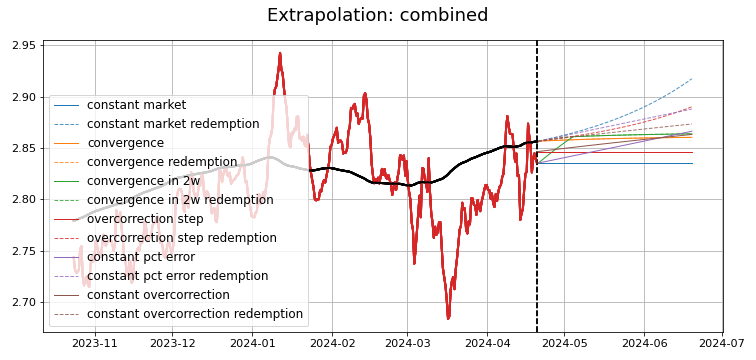 Extrapolation: combined
2.95
2.90
2.85
2.80
2.75
2.70
constant market
constant market redemption
convergence
convergence redemption
convergence in 2w
convergence in 2w redemption
overcorrection step
overcorrection step redemption
constant pct error
constant pct error redemption
constant overcorrection
constant overcorrection redemption
2023-11 2023-12 2024-01 2024-02 2024-03 2024-04 2024-05 2024-06 2024-07